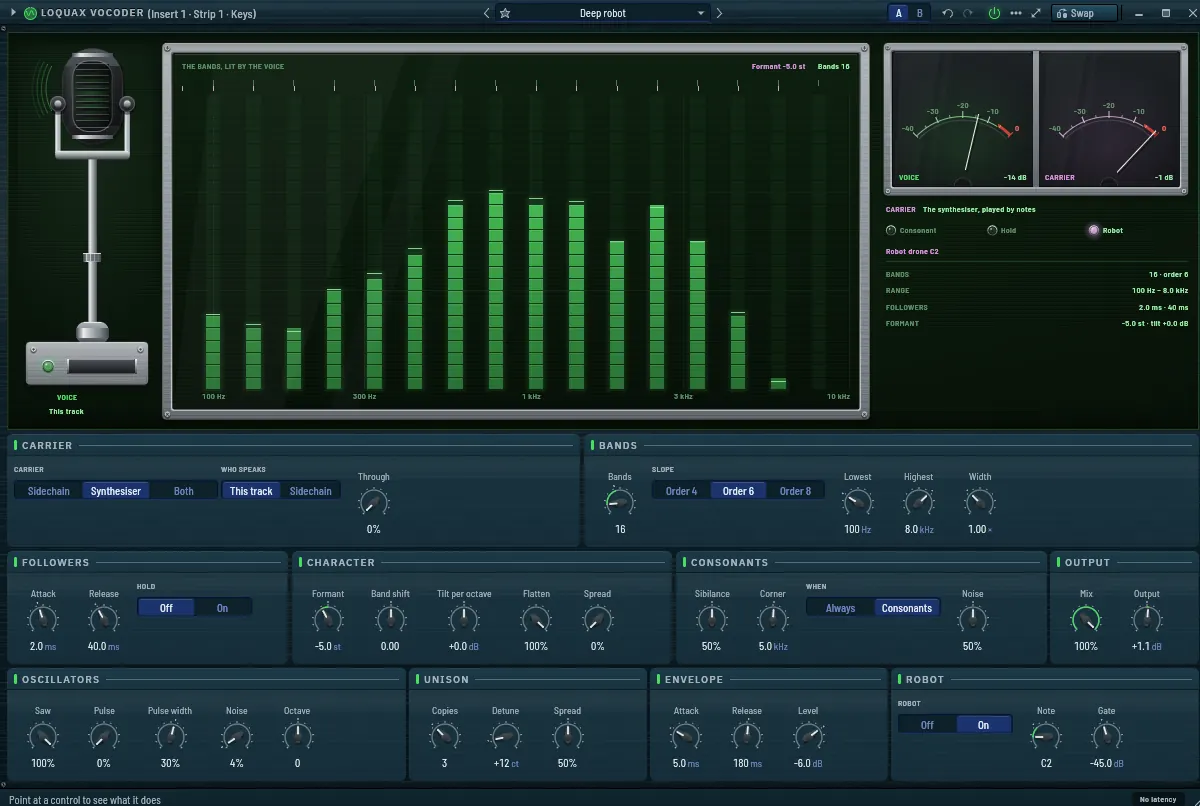 LOQUAX VOCODER (Insert 1 · Strip 1 · Keys)
Deep robot
A B
Swap
THE BANDS, LIT BY THE VOICE
Formant -5.0 st Bands 16
100 Hz 300 Hz 1 kHz 3 kHz 10 kHz
VOICE
This track
-40 -30 -20 -10 0
VOICE -14 dB
-40 -30 -20 -10 0
CARRIER -1 dB
CARRIER The synthesiser, played by notes
Consonant Hold Robot
Robot drone C2
BANDS 16 · order 6
RANGE 100 Hz – 8.0 kHz
FOLLOWERS 2.0 ms · 40 ms
FORMANT -5.0 st · tilt +0.0 dB
CARRIER
CARRIER WHO SPEAKS
Sidechain Synthesiser Both This track Sidechain
Through
0%
BANDS
Bands SLOPE Lowest Highest Width
Order 4 Order 6 Order 8
16 100 Hz 8.0 kHz 1.00 ×
FOLLOWERS
Attack Release HOLD
Off On
2.0 ms 40.0 ms
CHARACTER
Formant Band shift Tilt per octave Flatten Spread
-5.0 st 0.00 +0.0 dB 100% 0%
CONSONANTS
Sibilance Corner WHEN Noise
Always Consonants
50% 5.0 kHz 50%
OUTPUT
Mix Output
100% +1.1 dB
OSCILLATORS
Saw Pulse Pulse width Noise Octave
100% 0% 30% 4% 0
UNISON
Copies Detune Spread
3 +12 ct 50%
ENVELOPE
Attack Release Level
5.0 ms 180 ms -6.0 dB
ROBOT
ROBOT Note Gate
Off On
C2 -45.0 dB
Point at a control to see what it does
No latency